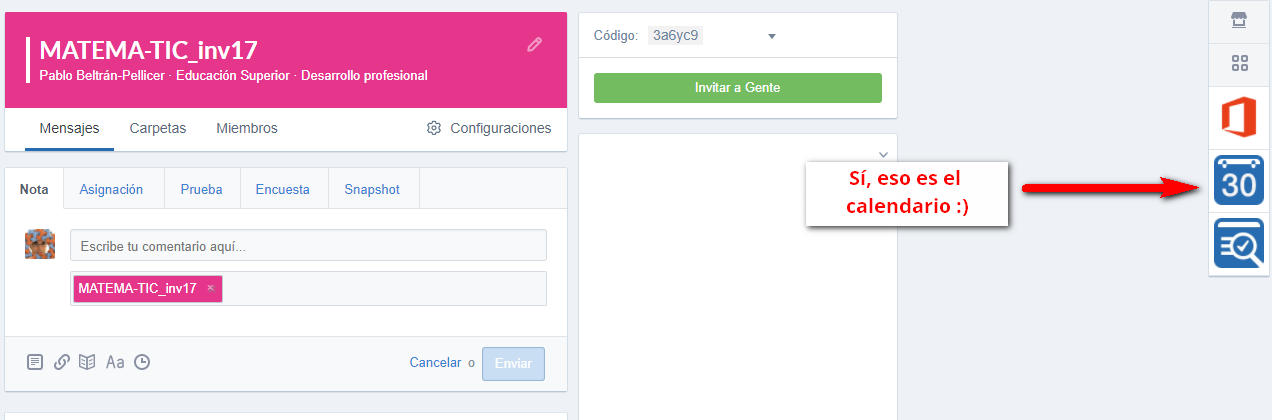 MATEMA-TIC_inv17
Pablo Beltrán-Pellicer · Educación Superior · Desarrollo profesional
Mensajes
Carpetas
Miembros
Configuraciones
Nota
Asignación
Prueba
Encuesta
Snapshot
Escribe tu comentario aquí...
MATEMA-TIC_inv17 ×
Aa
Cancelar o Enviar
Código: 3a6yc9
Invitar a Gente
Sí, eso es el
calendario :)
30